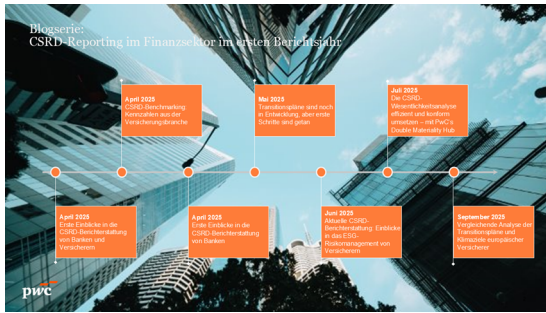 Blogserie:
CSRD-Reporting im Finanzsektor im ersten Berichtsjahr
April 2025
CSRD-Benchmarking:
Kennzahlen aus der
Versicherungsbranche
Mai 2025
Transitionspläne sind noch
in Entwicklung, aber erste
Schritte sind getan
Juli 2025
Die CSRD-
Wesentlichkeitsanalyse
effizient und konform
umsetzen – mit PwC's
Double Materiality Hub
April 2025
Erste Einblicke in die
CSRD-Berichterstattung
von Banken und
Versicherern
April 2025
Erste Einblicke in die
CSRD-Berichterstattung
von Banken
Juni 2025
Aktuelle CSRD-
Berichterstattung: Einblicke
in das ESG-
Risikomanagement von
Versicherern
September 2025
Vergleichende Analyse der
Transitionspläne und
Klimaziele europäischer
Versicherer
pwc